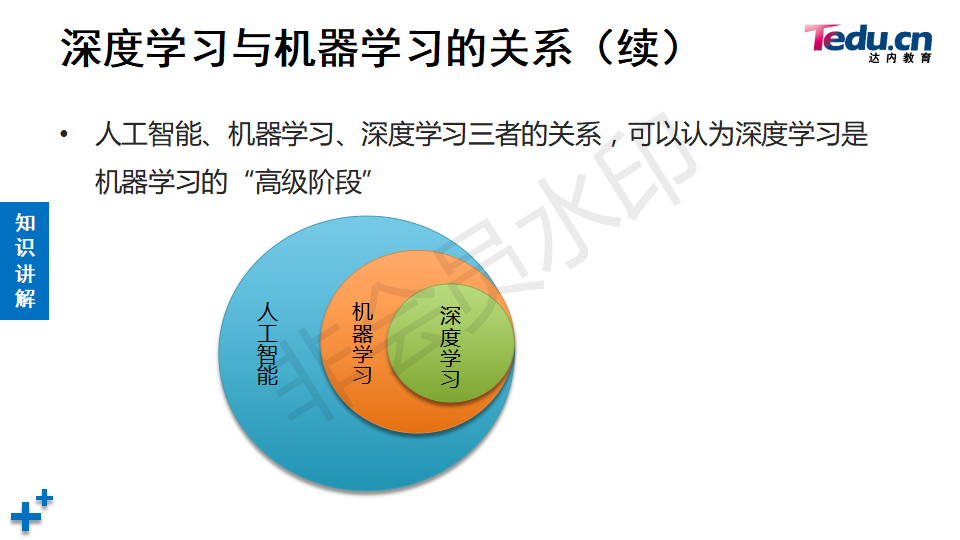 深度学习与机器学习的关系（续）
Tedu.cn
达内教育
• 人工智能、机器学习、深度学习三者的关系，可以认为深度学习是
机器学习的“高级阶段”
知识讲解
人工智能
机器学习
深度学习
非会员水印